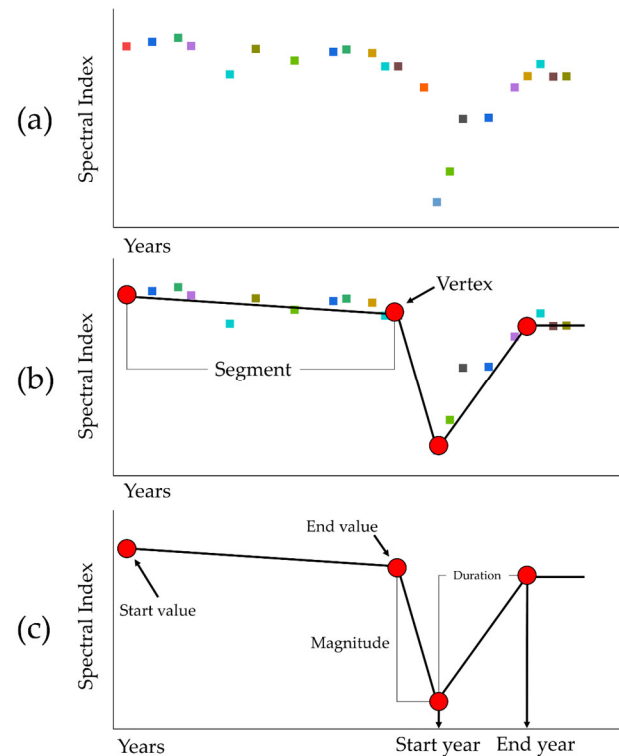 (a)
Spectral Index
Years
(b)
Spectral Index
Vertex
Segment
Years
(c)
Spectral Index
End value
Start value
Duration
Magnitude
Years
Start year
End year